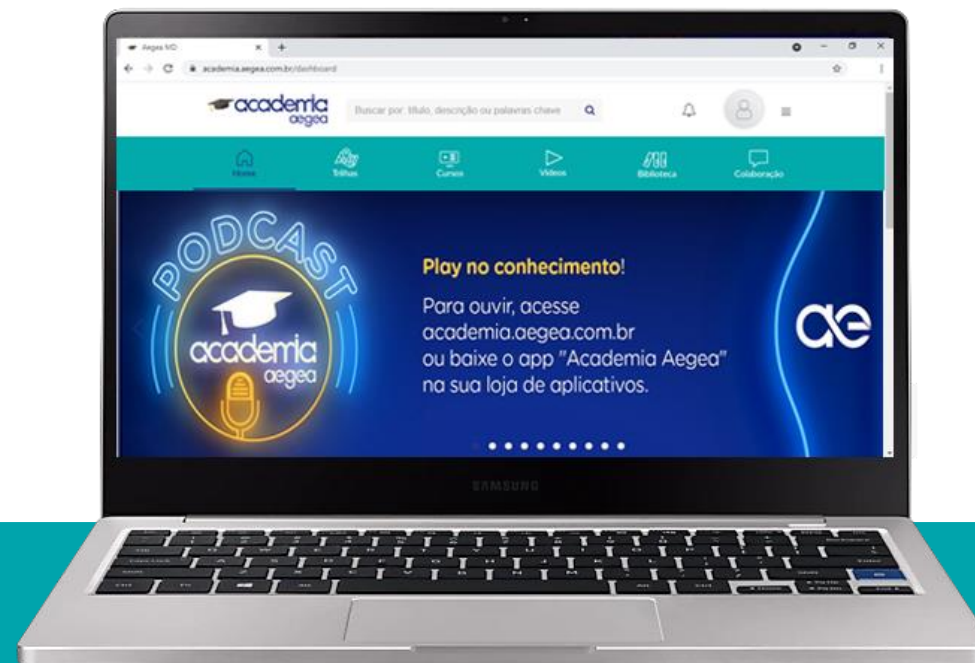 Aegea MD
academia.aegea.com.br/dashboard
academia
aegea
Buscar por: título, descrição ou palavras chave
Home
Trilhas
Cursos
Vídeos
Biblioteca
Colaboração
PODCAST
academia
aegea
Play no conhecimento!
Para ouvir, acesse
academia.aegea.com.br
ou baixe o app "Academia Aegea"
na sua loja de aplicativos.
ae
SAMSUNG